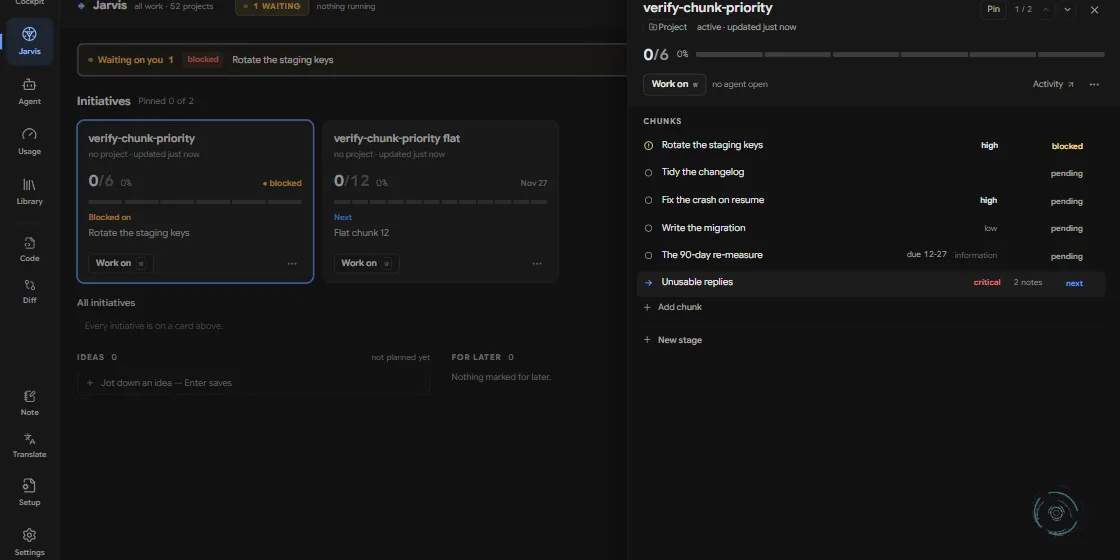 Cockpit
Jarvis
Agent
Usage
Library
Code
Diff
Note
Translate
Setup
Settings
Jarvis all work · 52 projects 1 WAITING nothing running
Waiting on you 1 blocked Rotate the staging keys
Initiatives Pinned 0 of 2
verify-chunk-priority
no project · updated just now
0/6 0% blocked
Blocked on
Rotate the staging keys
Work on w
verify-chunk-priority flat
no project · updated just now
0/12 0% Nov 27
Next
Flat chunk 12
Work on w
All initiatives
Every initiative is on a card above.
IDEAS 0 not planned yet
+ Jot down an idea — Enter saves
FOR LATER 0
Nothing marked for later.
verify-chunk-priority Pin 1 / 2
Project active · updated just now
0/6 0%
Work on w no agent open Activity ↗ ···
CHUNKS
Rotate the staging keys high blocked
Tidy the changelog pending
Fix the crash on resume high pending
Write the migration low pending
The 90-day re-measure due 12-27 information pending
→ Unusable replies critical 2 notes next
+ Add chunk
+ New stage